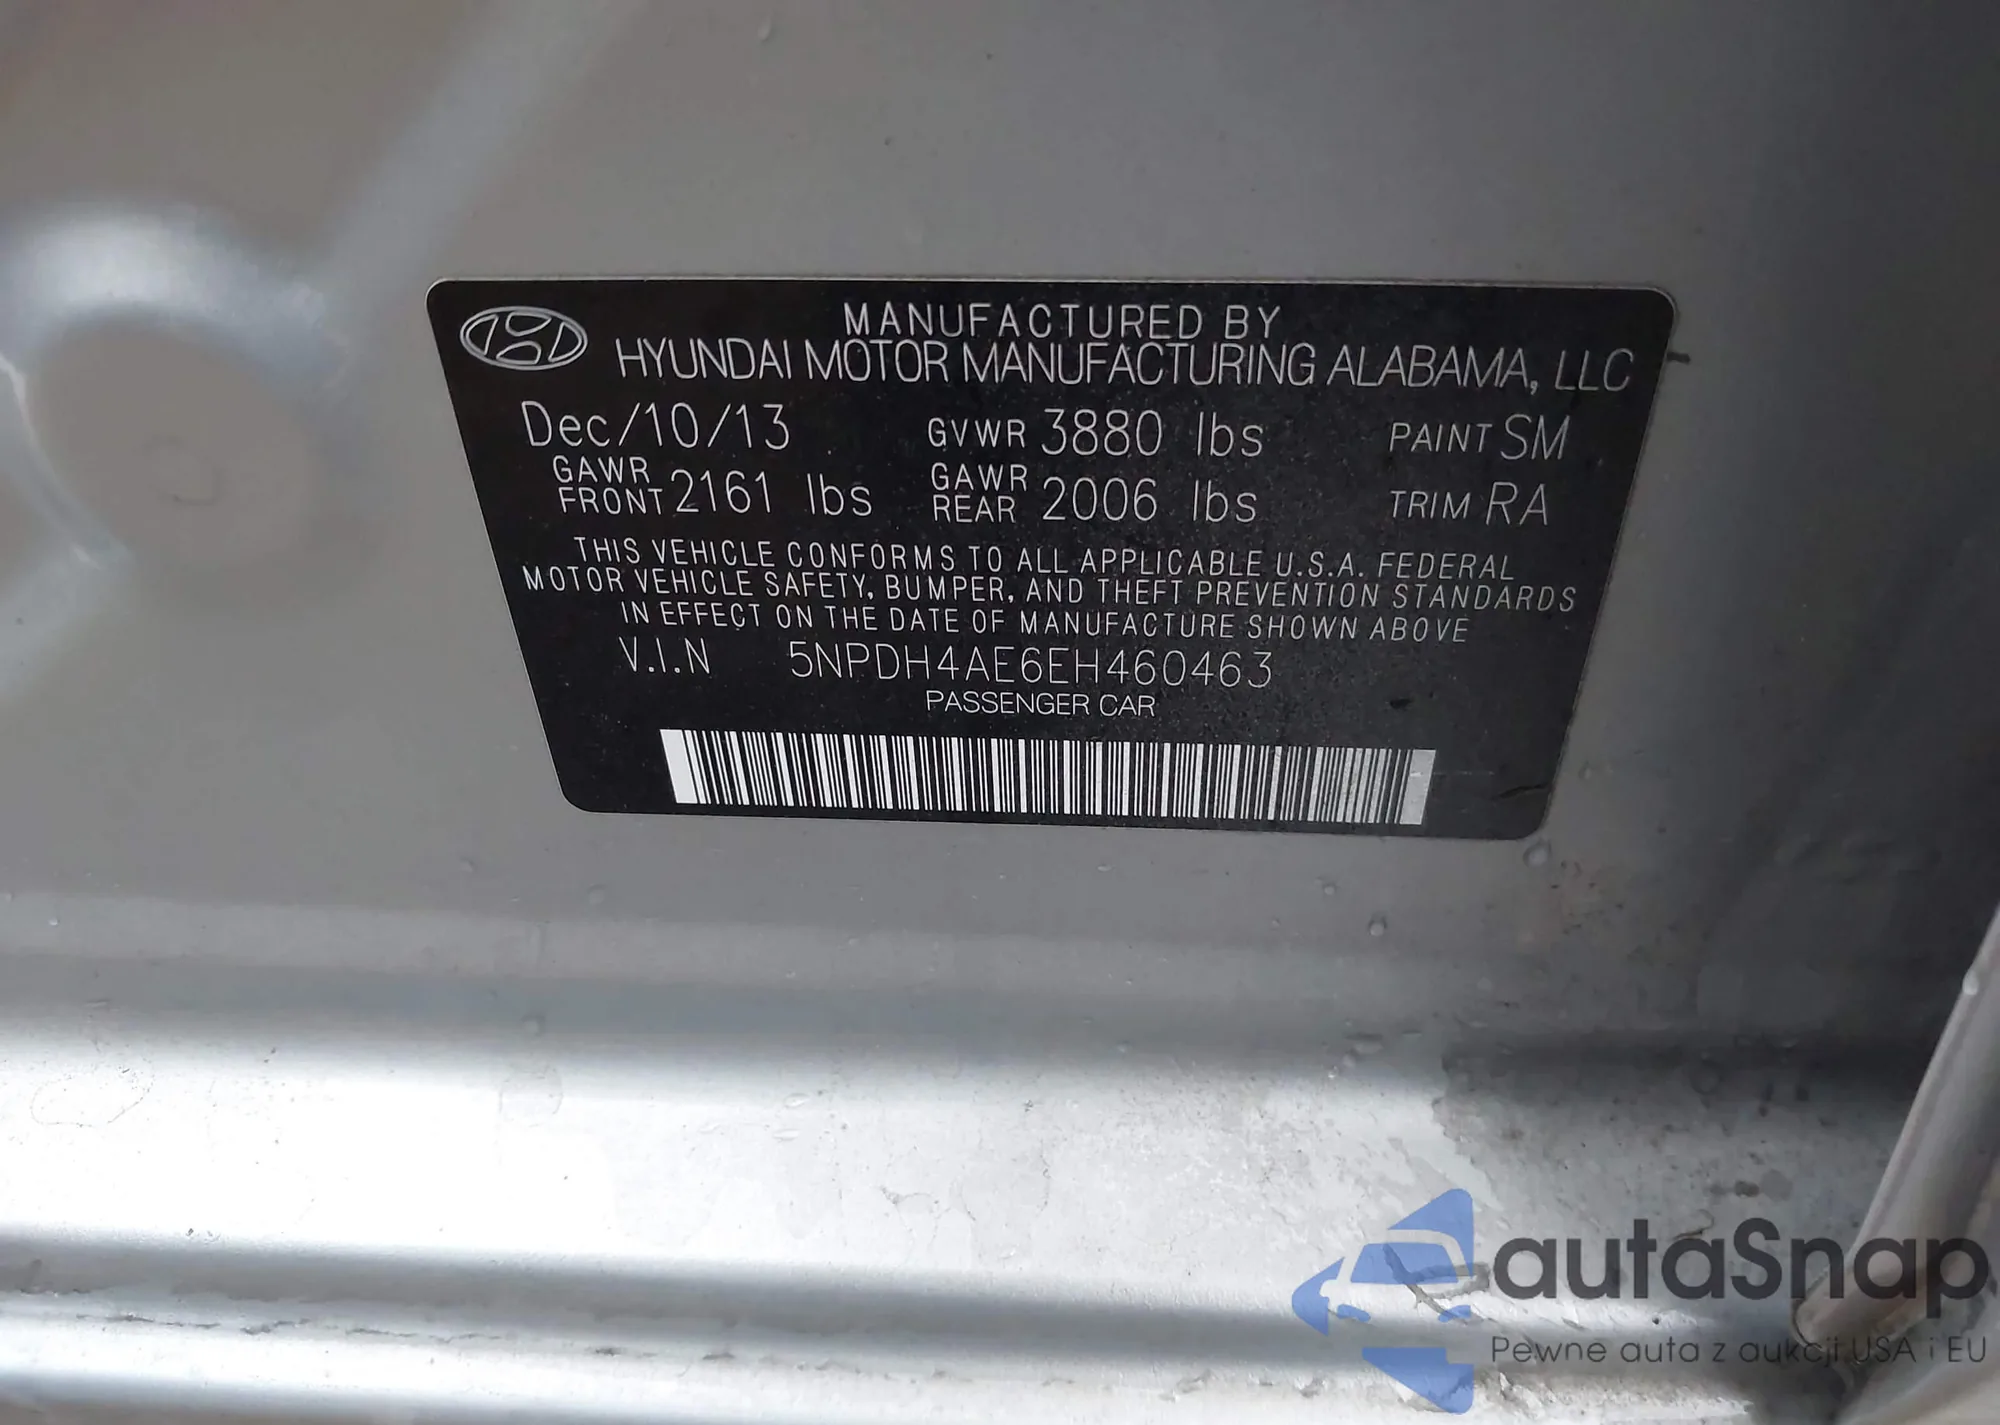 MANUFACTURED BY
HYUNDAI MOTOR MANUFACTURING ALABAMA, LLC
Dec/10/13 GVWR 3880 lbs PAINT SM
GAWR FRONT 2161 lbs GAWR REAR 2006 lbs TRIM RA
THIS VEHICLE CONFORMS TO ALL APPLICABLE U.S.A. FEDERAL
MOTOR VEHICLE SAFETY, BUMPER, AND THEFT PREVENTION STANDARDS
IN EFFECT ON THE DATE OF MANUFACTURE SHOWN ABOVE
V.I.N 5NPDH4AE6EH460463
PASSENGER CAR
autaSnap
Pewne auta z aukcji USA i EU